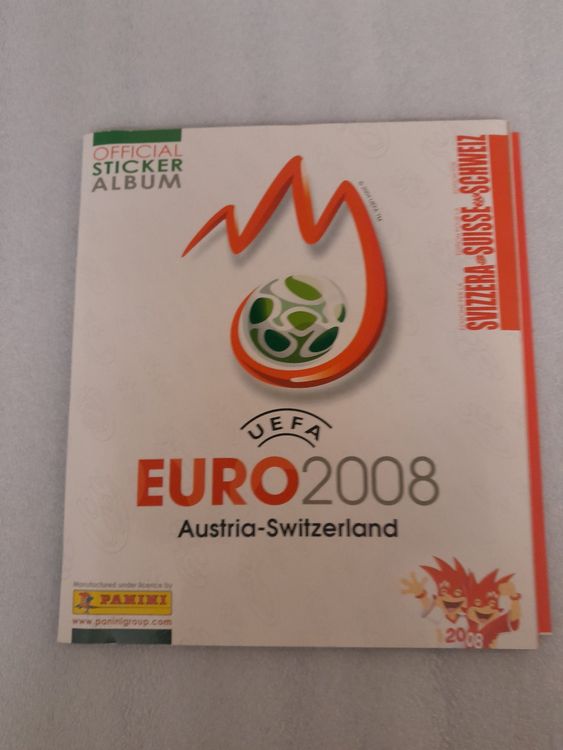 OFFICIAL
STICKER
ALBUM
SVIZZERA SUISSE SCHWEIZ
UEFA
EURO2008
Austria-Switzerland
Manufactured under licence by
PANINI
www.paninigroup.com
2008